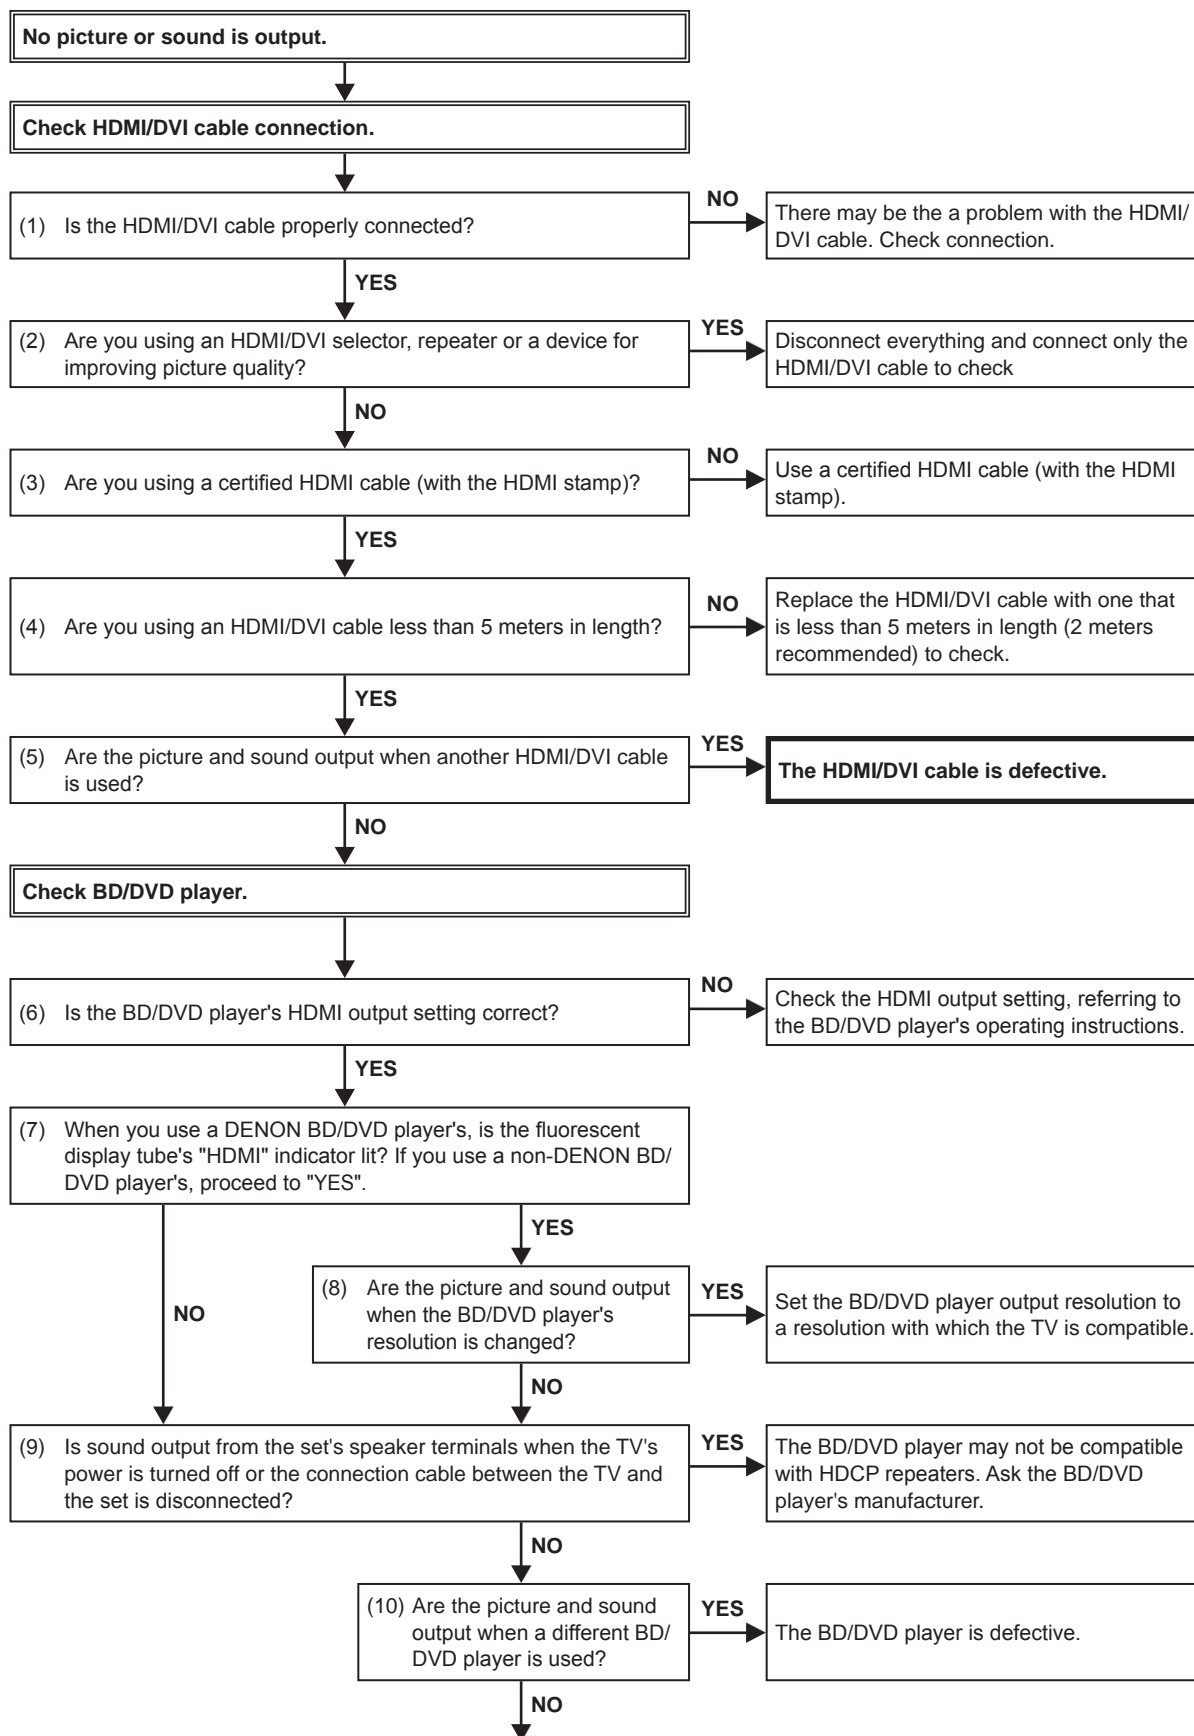 No picture or sound is output.
Check HDMI/DVI cable connection.
(1) Is the HDMI/DVI cable properly connected?
NO
There may be the a problem with the HDMI/
DVI cable. Check connection.
YES
(2) Are you using an HDMI/DVI selector, repeater or a device for
improving picture quality?
YES
Disconnect everything and connect only the
HDMI/DVI cable to check
NO
(3) Are you using a certified HDMI cable (with the HDMI stamp)?
NO
Use a certified HDMI cable (with the HDMI
stamp).
YES
(4) Are you using an HDMI/DVI cable less than 5 meters in length?
NO
Replace the HDMI/DVI cable with one that
is less than 5 meters in length (2 meters
recommended) to check.
YES
(5) Are the picture and sound output when another HDMI/DVI cable
is used?
YES
The HDMI/DVI cable is defective.
NO
Check BD/DVD player.
(6) Is the BD/DVD player's HDMI output setting correct?
NO
Check the HDMI output setting, referring to
the BD/DVD player's operating instructions.
YES
(7) When you use a DENON BD/DVD player's, is the fluorescent
display tube's "HDMI" indicator lit? If you use a non-DENON BD/
DVD player's, proceed to "YES".
YES
NO
(8) Are the picture and sound output
when the BD/DVD player's
resolution is changed?
YES
Set the BD/DVD player output resolution to
a resolution with which the TV is compatible.
NO
(9) Is sound output from the set's speaker terminals when the TV's
power is turned off or the connection cable between the TV and
the set is disconnected?
YES
The BD/DVD player may not be compatible
with HDCP repeaters. Ask the BD/DVD
player's manufacturer.
NO
(10) Are the picture and sound
output when a different BD/
DVD player is used?
YES
The BD/DVD player is defective.
NO